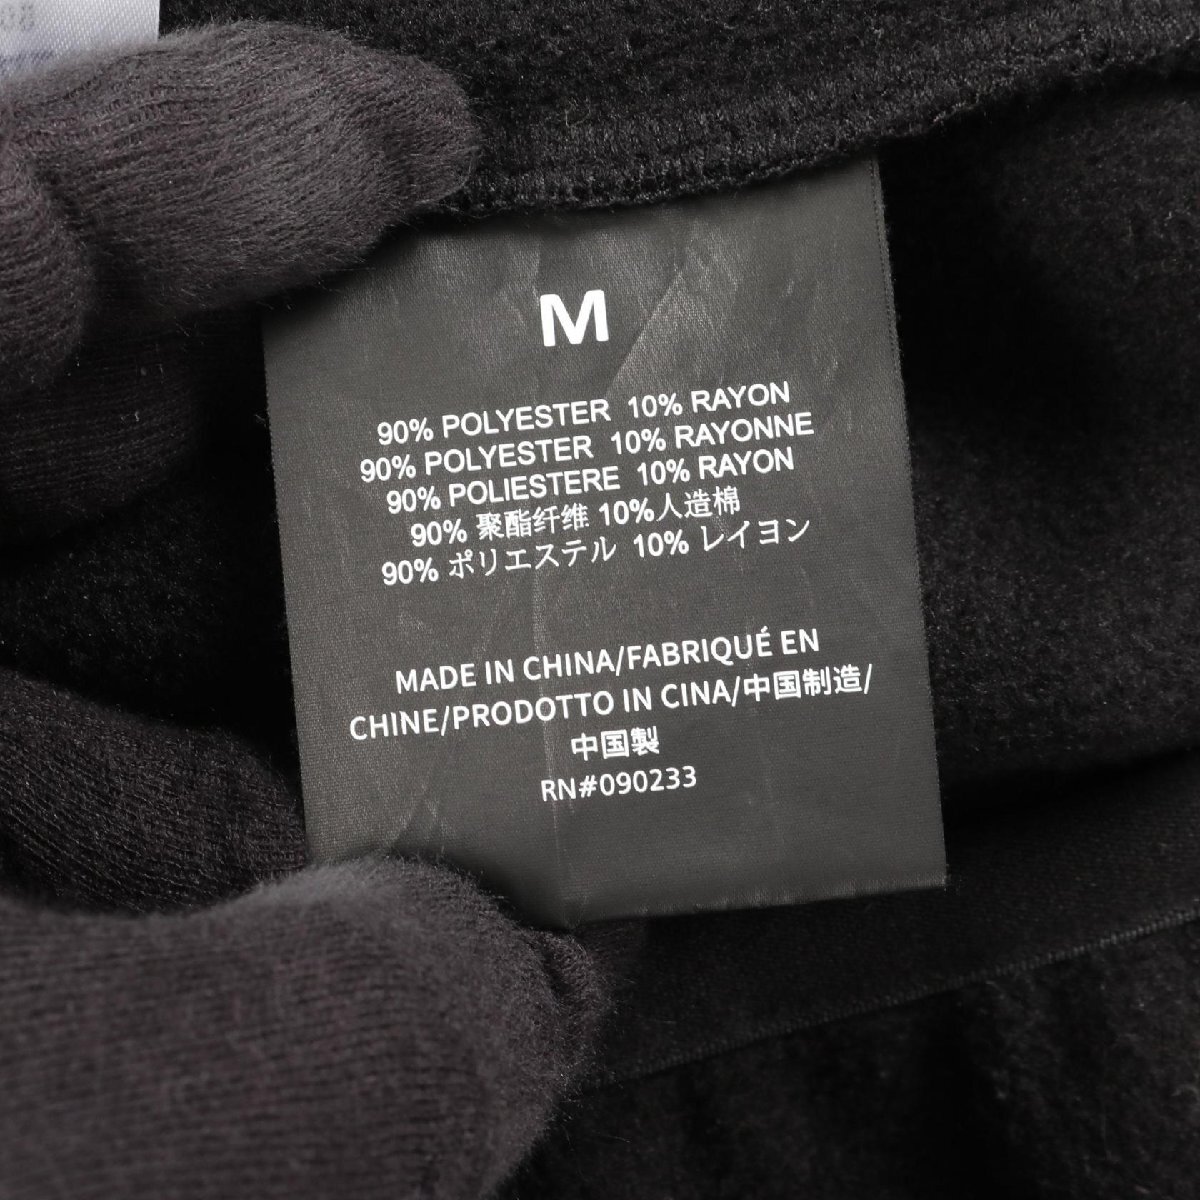 M
90% POLYESTER 10% RAYON
90% POLYESTER 10% RAYONNE
90% POLIESTERE 10% RAYON
90% 聚酯纤维 10%人造棉
90% ポリエステル 10% レイヨン
MADE IN CHINA/FABRIQUÉ EN
CHINE/PRODOTTO IN CINA/中国制造/
中国製
RN#090233